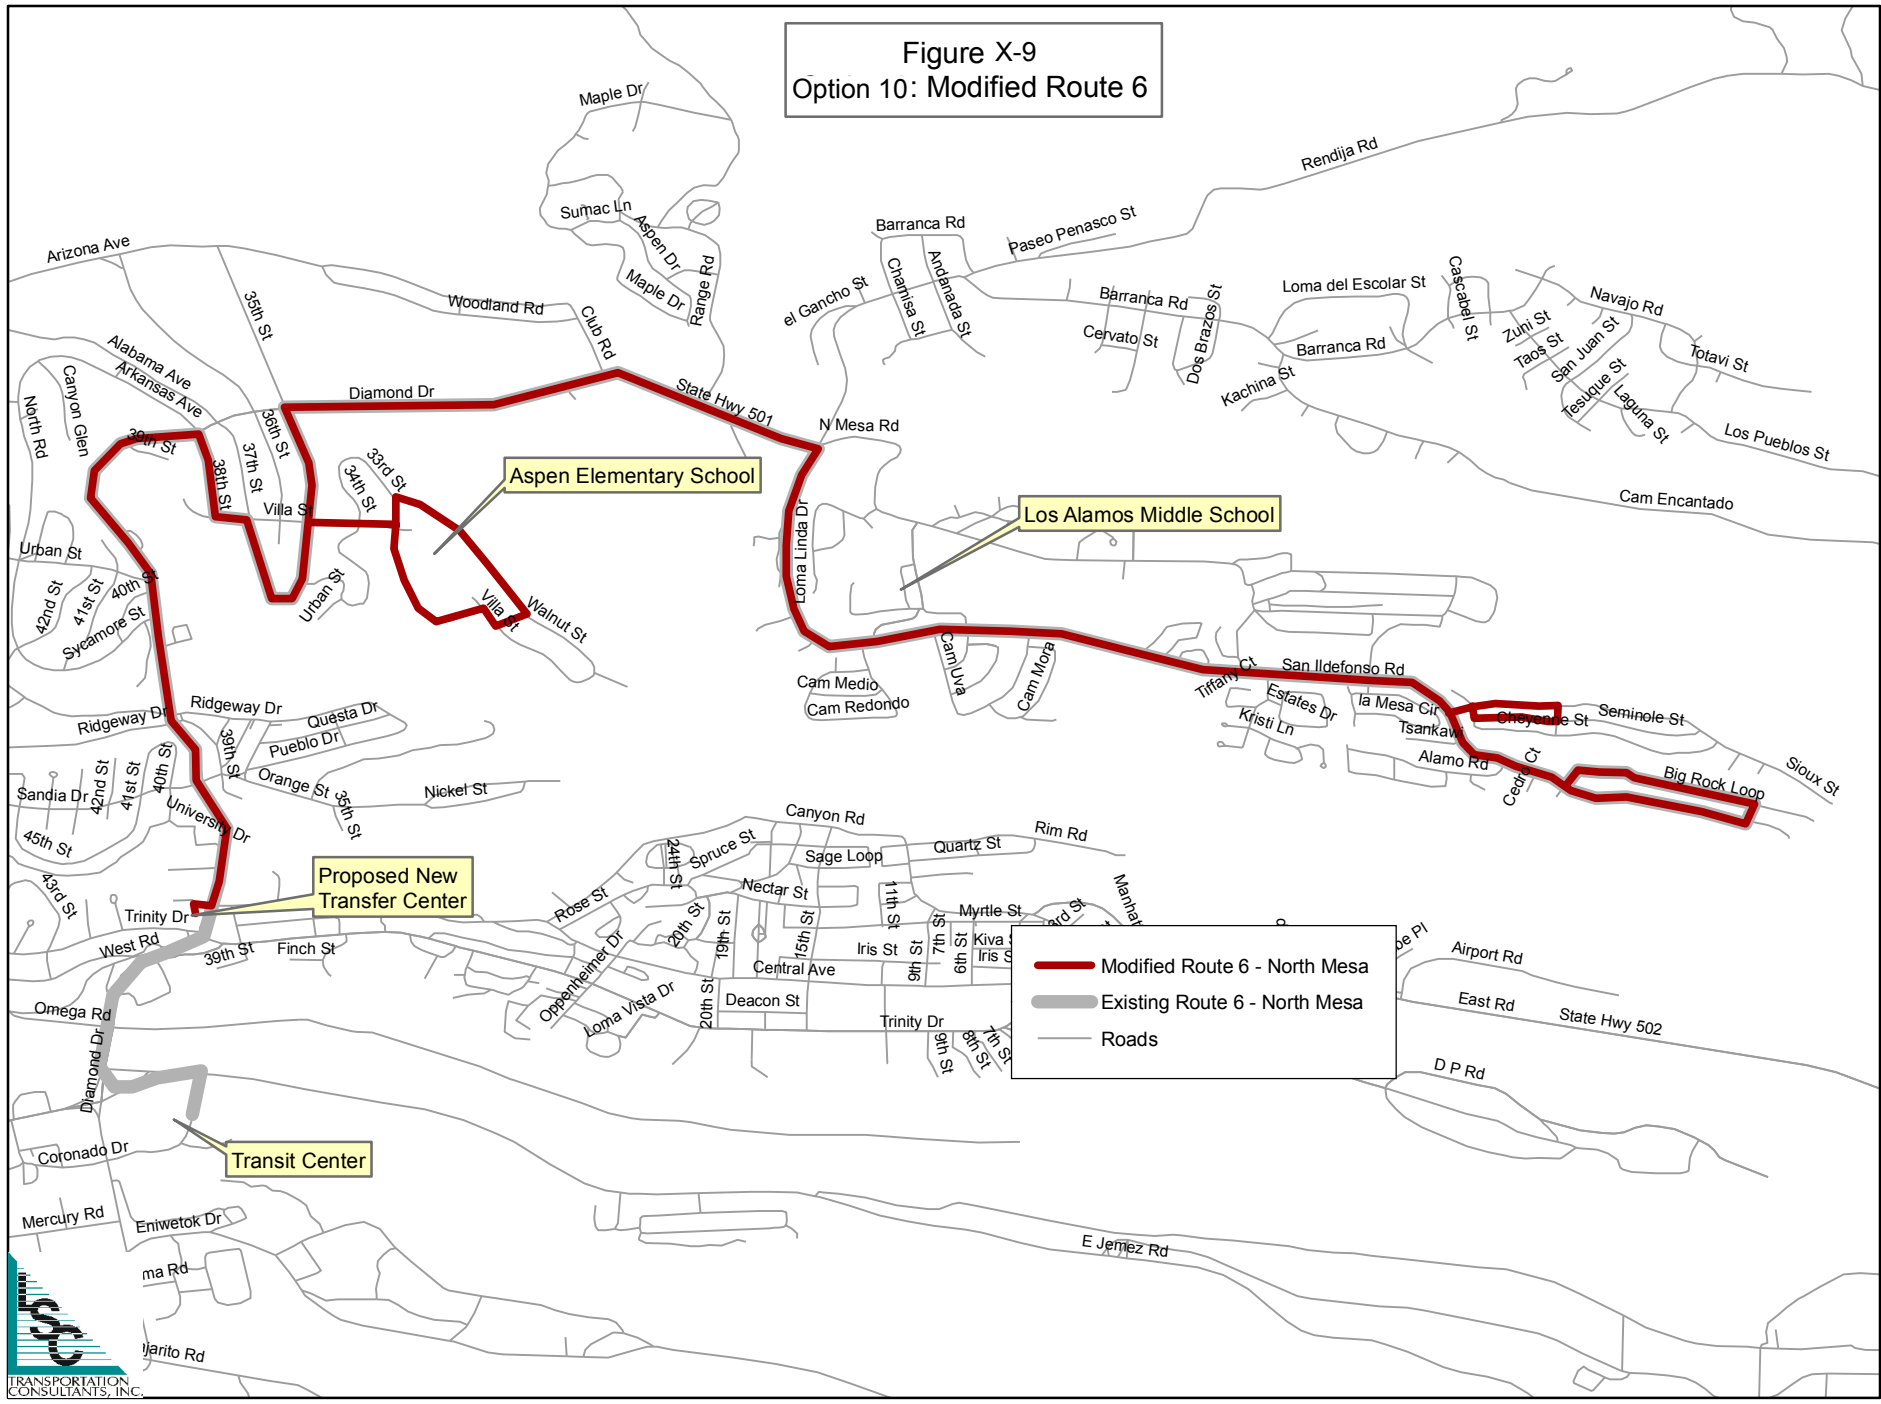 Figure X-9
Option 10: Modified Route 6
Maple Dr
Rendija Rd
Sumac Ln
Aspen Dr
Barranca Rd
Paseo Penasco St
Arizona Ave
Maple Dr
Range Rd
Chamisa St
Andanada St
el Gancho St
35th St
Woodland Rd
Club Rd
Barranca Rd
Cervato St
Dos Brazos St
Loma del Escolar St
Cascabel St
Navajo Rd
Zuni St
Taos St
San Juan St
Totavi St
Barranca Rd
Kachina St
Tesuque St
Laguna St
Los Pueblos St
Cam Encantado
Alabama Ave
Arkansas Ave
Canyon Glen
North Rd
Diamond Dr
State Hwy 501
N Mesa Rd
39th St
36th St
37th St
38th St
33rd St
34th St
Villa St
Aspen Elementary School
Los Alamos Middle School
Loma Linda Dr
Urban St
42nd St
41st St
40th St
Sycamore St
Urban St
Villa St
Walnut St
Cam Medio
Cam Redondo
Cam Uva
Cam Mora
Tiffany Ct
San Ildefonso Rd
Estates Dr
Kristi Ln
la Mesa Cir
Tsankawi
Cheyenne St
Seminole St
Alamo Rd
Cedro Ct
Big Rock Loop
Sioux St
Ridgeway Dr
Ridgeway Dr
Questa Dr
Pueblo Dr
39th St
Orange St
35th St
Nickel St
Sandia Dr
42nd St
41st St
40th St
University Dr
45th St
43rd St
Proposed New
Transfer Center
Trinity Dr
West Rd
39th St
Finch St
Canyon Rd
Rim Rd
24th St
Spruce St
Sage Loop
Quartz St
Nectar St
Rose St
20th St
19th St
15th St
11th St
Myrtle St
3rd St
Iris St
9th St
7th St
6th St
Kiva
Iris S
Central Ave
Oppenheimer Dr
Loma Vista Dr
20th St
Deacon St
Trinity Dr
9th St
8th St
7th St
Manhat
oe Pl
Airport Rd
East Rd
State Hwy 502
D P Rd
Modified Route 6 - North Mesa
Existing Route 6 - North Mesa
Roads
Omega Rd
Diamond Dr
Coronado Dr
Transit Center
Mercury Rd
Eniwetok Dr
ma Rd
E Jemez Rd
jarito Rd
LSC
TRANSPORTATION
CONSULTANTS, INC.